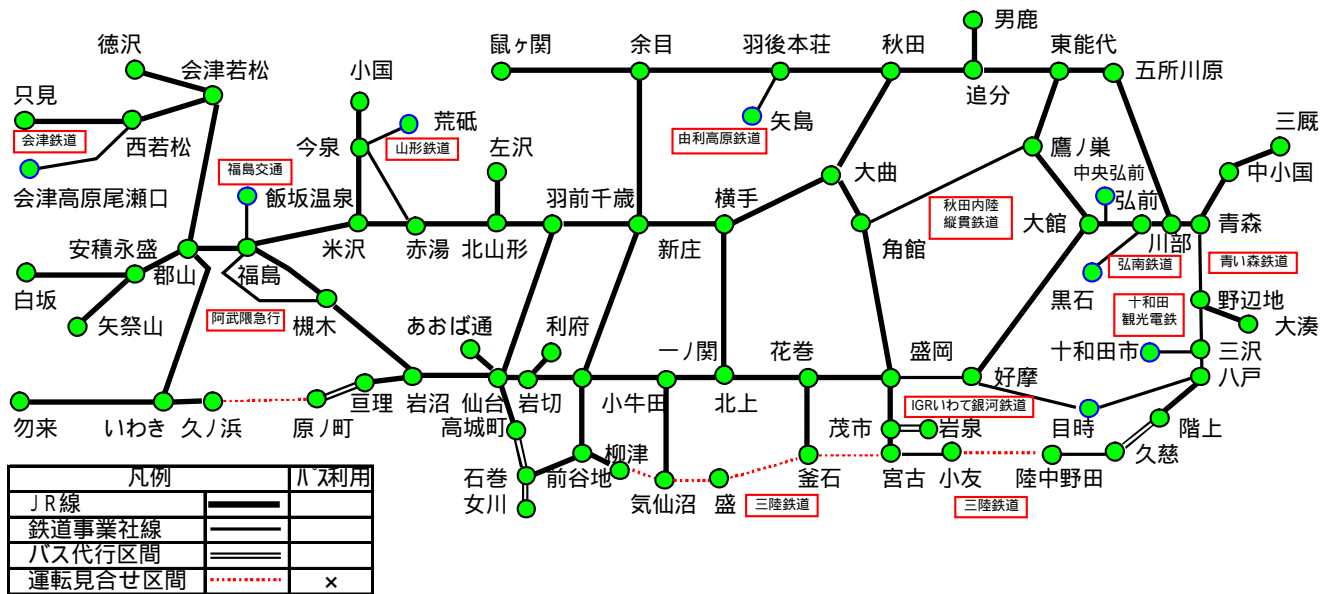 男鹿
徳沢
会津若松
小国
鼠ヶ関
余目
羽後本荘
秋田
東能代
五所川原
只見
追分
会津鉄道
西若松
荒砥
山形鉄道
今泉
左沢
由利高原鉄道
矢島
三厩
鷹ノ巣
中小国
会津高原尾瀬口
福島交通
飯坂温泉
羽前千歳
横手
大曲
中央弘前
弘前
秋田内陸
縦貫鉄道
大館
川部
青森
安積永盛
郡山
福島
米沢
赤湯
北山形
新庄
角館
弘南鉄道
青い森鉄道
黒石
白坂
矢祭山
阿武隈急行
槻木
あおば通
利府
一ノ関
花巻
盛岡
十和田
観光電鉄
野辺地
大湊
十和田市
三沢
八戸
好摩
勿来
いわき
久ノ浜
原ノ町
亘理
岩沼
仙台
岩切
小牛田
北上
IGRいわて銀河鉄道
目時
階上
高城町
茂市
岩泉
石巻
女川
前谷地
柳津
気仙沼
盛
三陸鉄道
釜石
宮古
小友
三陸鉄道
陸中野田
久慈
凡例 バス利用
ＪＲ線
鉄道事業社線
バス代行区間
運転見合せ区間 ×